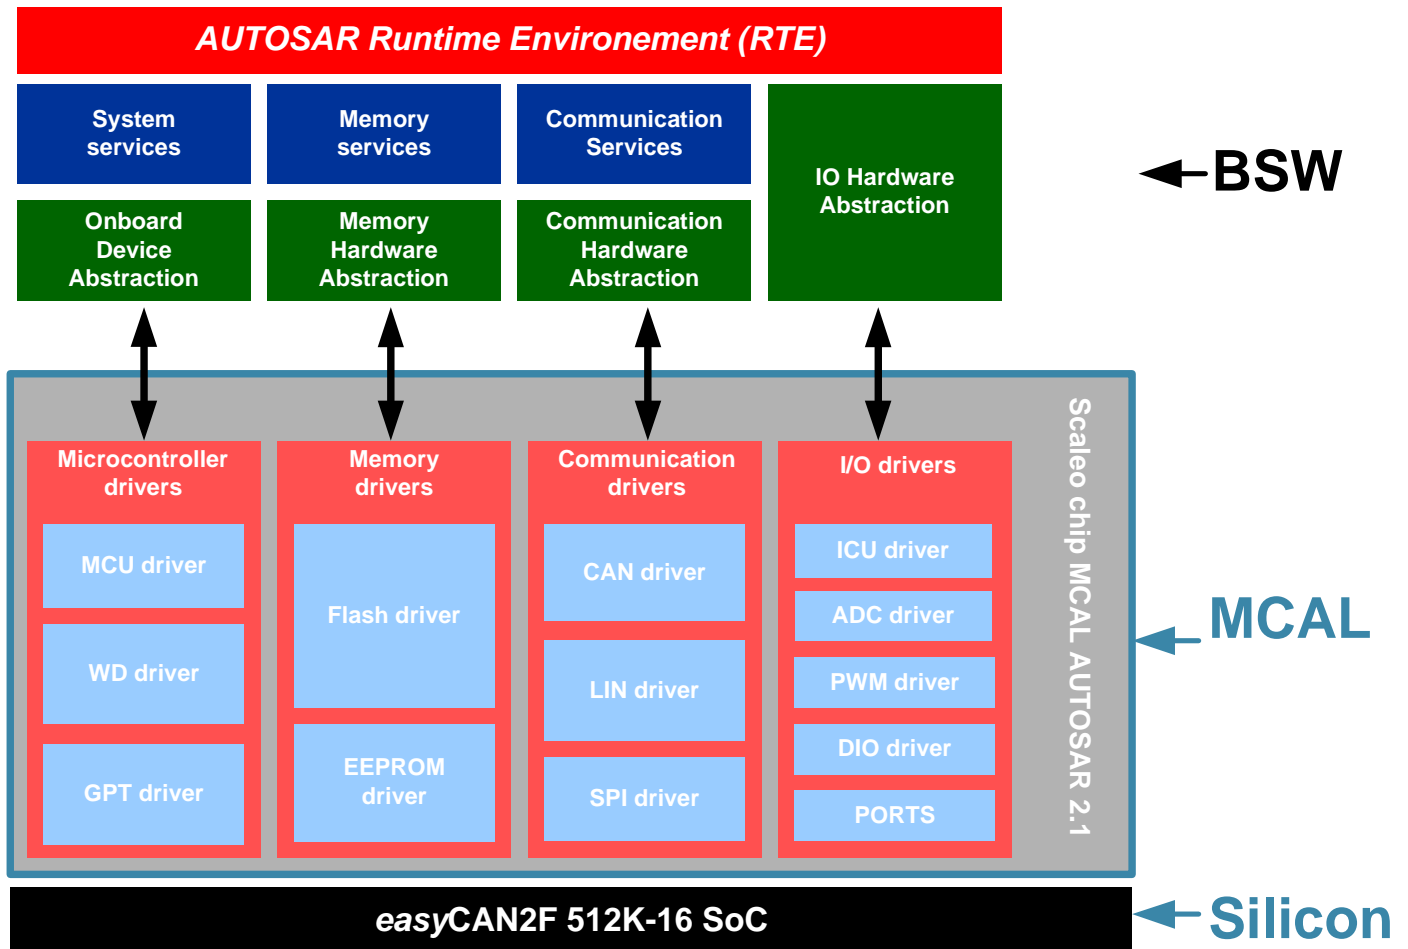 AUTOSAR Runtime Environement (RTE)
System
services
Memory
services
Communication
Services
IO Hardware
Abstraction
BSW
Onboard
Device
Abstraction
Memory
Hardware
Abstraction
Communication
Hardware
Abstraction
Microcontroller
drivers
MCU driver
WD driver
GPT driver
Memory
drivers
Flash driver
EEPROM
driver
Communication
drivers
CAN driver
LIN driver
SPI driver
I/O drivers
ICU driver
ADC driver
PWM driver
DIO driver
PORTS
Scaleo chip MCAL AUTOSAR 2.1
MCAL
easyCAN2F 512K-16 SoC
Silicon